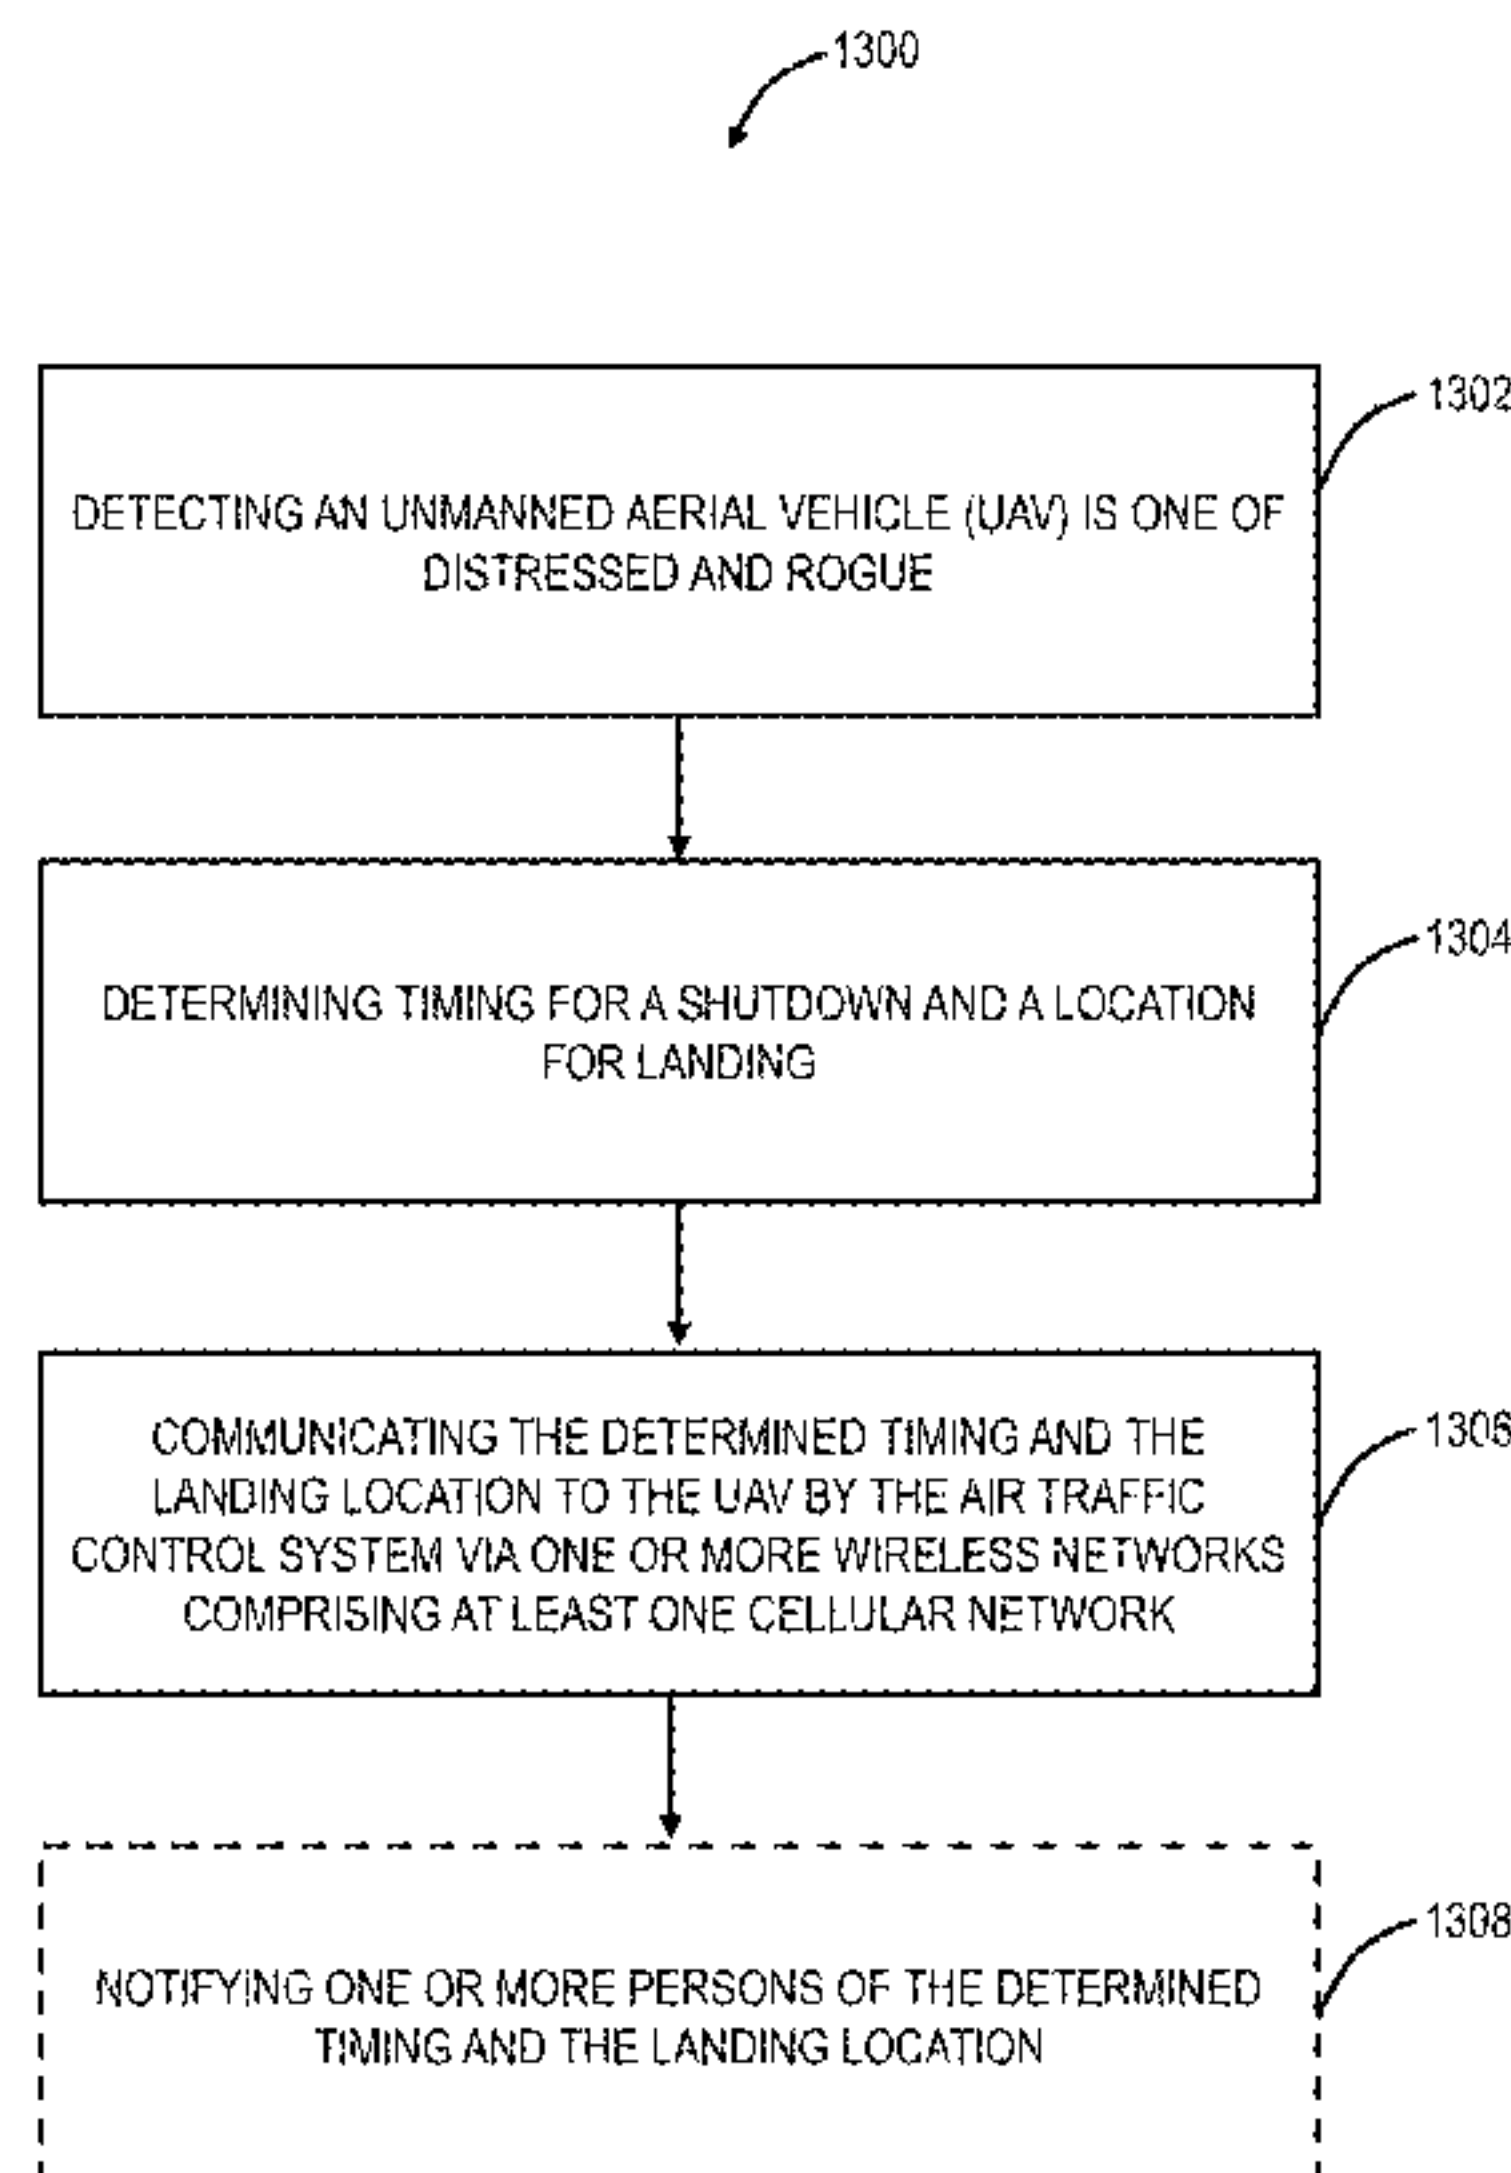 1300
1302
DETECTING AN UNMANNED AERIAL VEHICLE (UAV) IS ONE OF
DISTRESSED AND ROGUE
1304
DETERMINING TIMING FOR A SHUTDOWN AND A LOCATION
FOR LANDING
1306
COMMUNICATING THE DETERMINED TIMING AND THE
LANDING LOCATION TO THE UAV BY THE AIR TRAFFIC
CONTROL SYSTEM VIA ONE OR MORE WIRELESS NETWORKS
COMPRISING AT LEAST ONE CELLULAR NETWORK
1308
NOTIFYING ONE OR MORE PERSONS OF THE DETERMINED
TIMING AND THE LANDING LOCATION